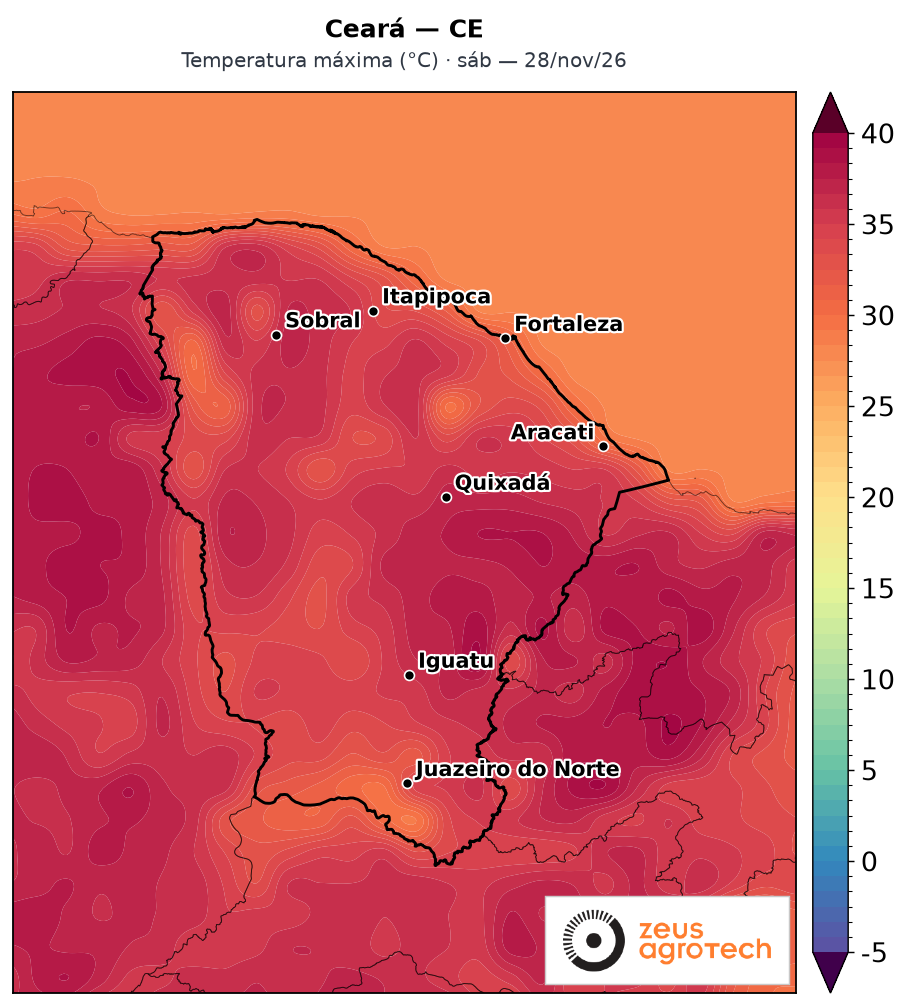 Ceará — CE
Temperatura máxima (°C) · sáb — 28/nov/26
40
35
30
25
20
15
10
5
0
-5
Itapipoca
Sobral
Fortaleza
Aracati
Quixadá
Iguatu
Juazeiro do Norte
zeus
agrotech